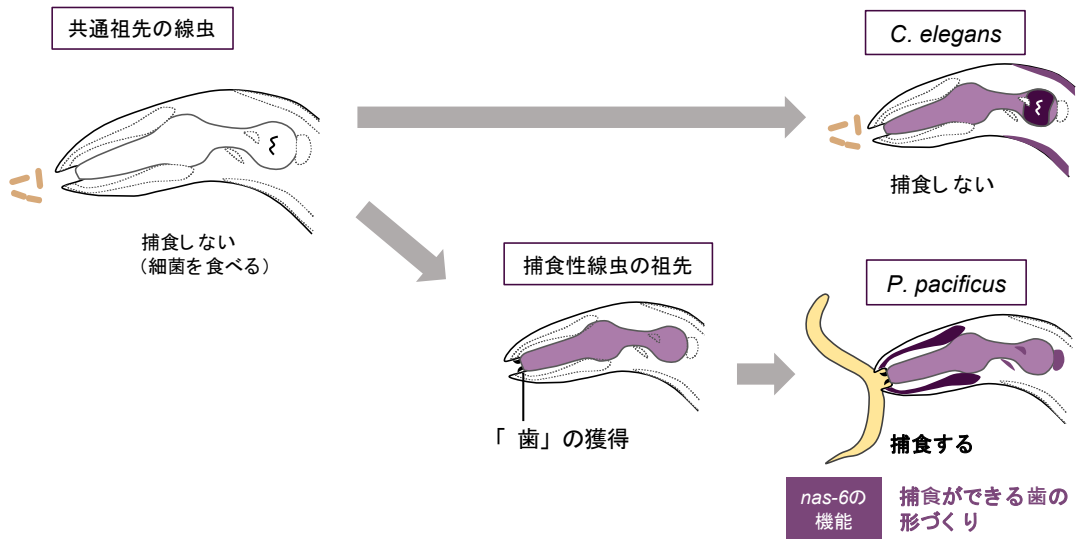 共通祖先の線虫
C. elegans
捕食しない
（細菌を食べる）
捕食しない
捕食性線虫の祖先
P. pacificus
「 歯」の獲得
捕食する
nas-6の
機能
捕食ができる歯の
形づくり